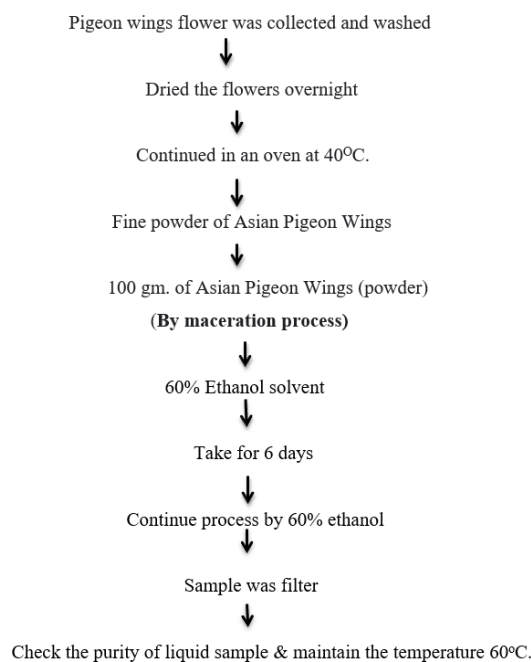 Pigeon wings flower was collected and washed
Dried the flowers overnight
Continued in an oven at 40ᴼC.
Fine powder of Asian Pigeon Wings
100 gm. of Asian Pigeon Wings (powder)
(By maceration process)
60% Ethanol solvent
Take for 6 days
Continue process by 60% ethanol
Sample was filter
Check the purity of liquid sample & maintain the temperature 60ºC.